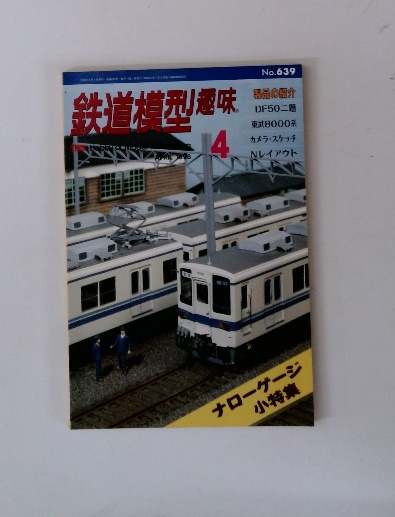 No.639
鉄道模型趣味
製品の紹介
DF50二題
東武8000系
カメラ・スケッチ
Nレイアウト
4
ナローゲージ
小特集